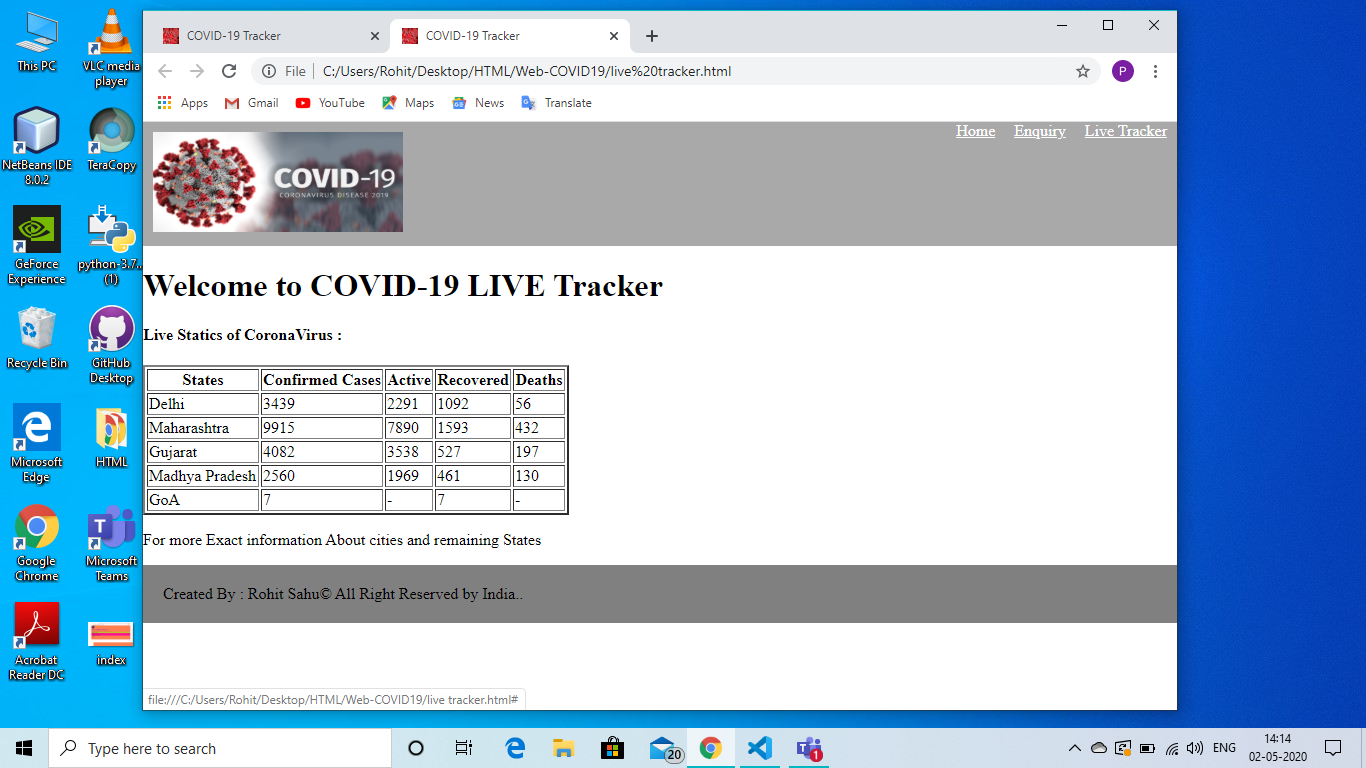 This PC
VLC media player
NetBeans IDE 8.0.2
TeraCopy
GeForce Experience
python-3.7... (1)
Recycle Bin
GitHub Desktop
Microsoft Edge
HTML
Google Chrome
Microsoft Teams
Acrobat Reader DC
index
COVID-19 Tracker
COVID-19 Tracker
File C:/Users/Rohit/Desktop/HTML/Web-COVID19/live%20tracker.html
P
Apps Gmail YouTube Maps News Translate
Home Enquiry Live Tracker
COVID-19
CORONAVIRUS DISEASE 2019
Welcome to COVID-19 LIVE Tracker
Live Statics of CoronaVirus :
States Confirmed Cases Active Recovered Deaths
Delhi 3439 2291 1092 56
Maharashtra 9915 7890 1593 432
Gujarat 4082 3538 527 197
Madhya Pradesh 2560 1969 461 130
GoA 7 - 7 -
For more Exact information About cities and remaining States
Created By : Rohit Sahu© All Right Reserved by India..
file:///C:/Users/Rohit/Desktop/HTML/Web-COVID19/live tracker.html#
Type here to search
20
1
ENG
14:14
02-05-2020